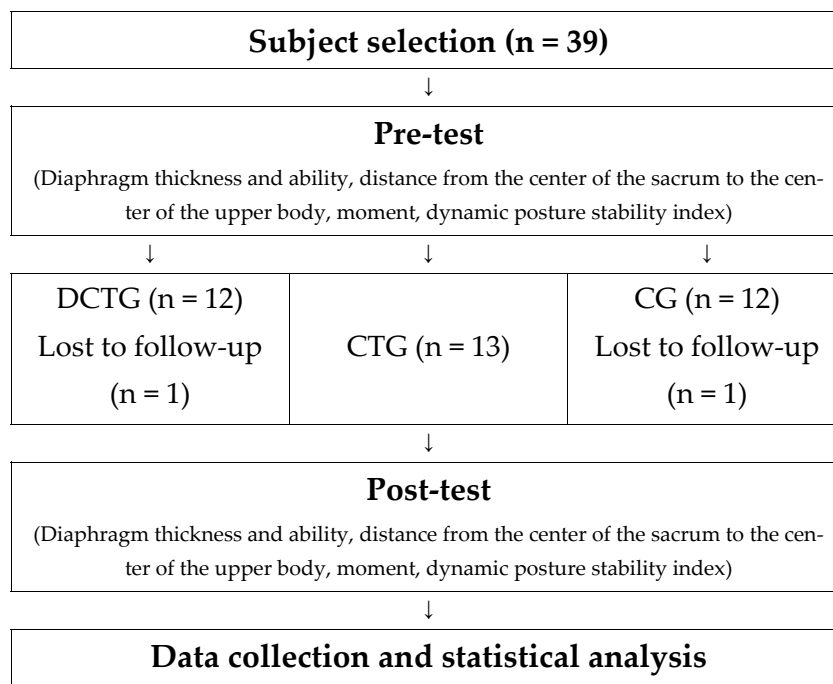 Subject selection (n = 39)
↓
Pre-test
(Diaphragm thickness and ability, distance from the center of the sacrum to the cen-
ter of the upper body, moment, dynamic posture stability index)
↓ ↓ ↓
DCTG (n = 12)
Lost to follow-up
(n = 1)
CTG (n = 13)
CG (n = 12)
Lost to follow-up
(n = 1)
↓
Post-test
(Diaphragm thickness and ability, distance from the center of the sacrum to the cen-
ter of the upper body, moment, dynamic posture stability index)
↓
Data collection and statistical analysis